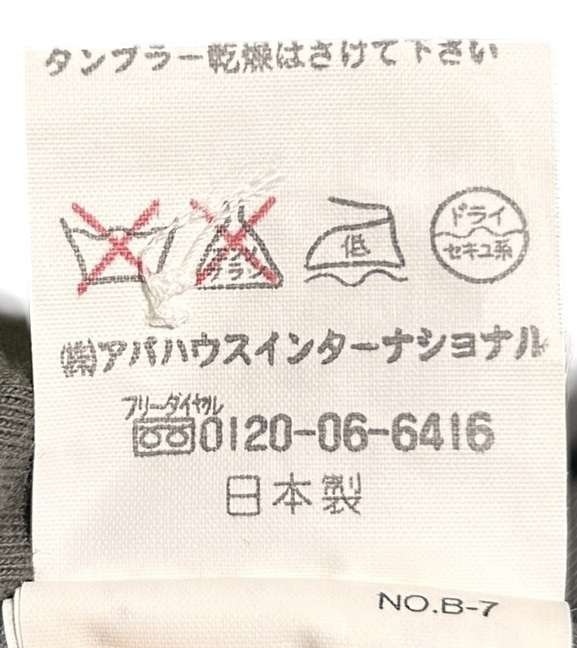 タンブラー乾燥はさけて下さい
低
ドライ
セキユ系
(株)アバハウスインターナショナル
フリーダイヤル
0120-06-6416
日本製
NO.B-7